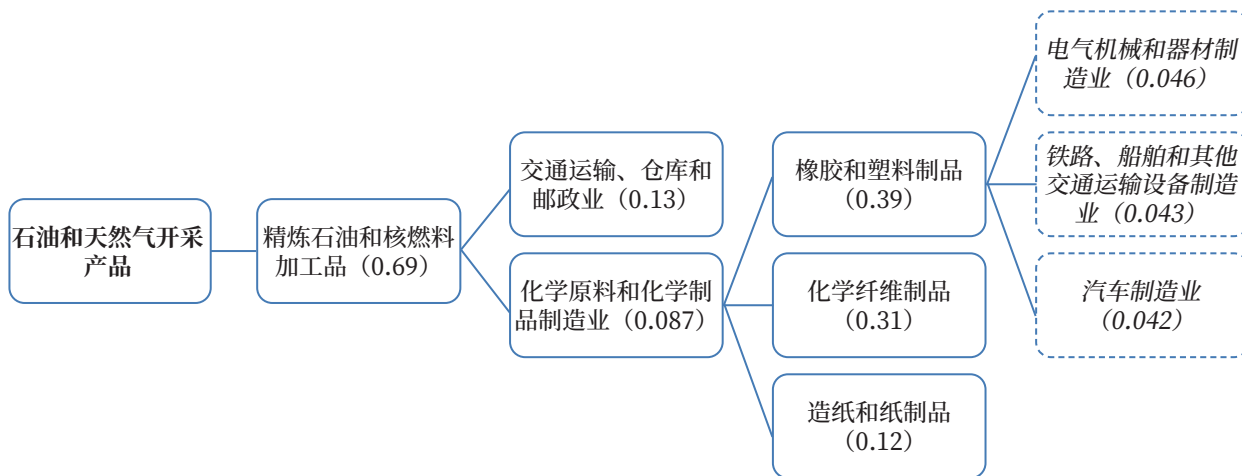 石油和天然气开采
产品
精炼石油和核燃料
加工品（0.69）
交通运输、仓库和
邮政业（0.13）
化学原料和化学制
品制造业（0.087）
橡胶和塑料制品
（0.39）
化学纤维制品
（0.31）
造纸和纸制品
（0.12）
电气机械和器材制
造业（0.046）
铁路、船舶和其他
交通运输设备制造
业（0.043）
汽车制造业
（0.042）